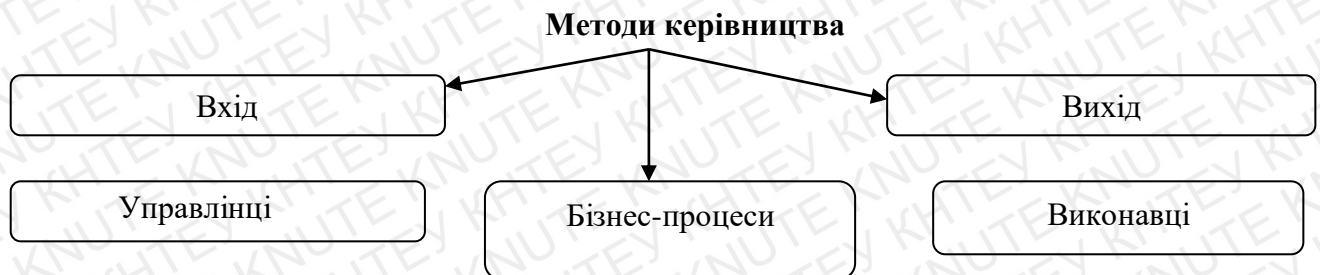 Методи керівництва
Вхід
Вихід
Управлінці
Бізнес-процеси
Виконавці